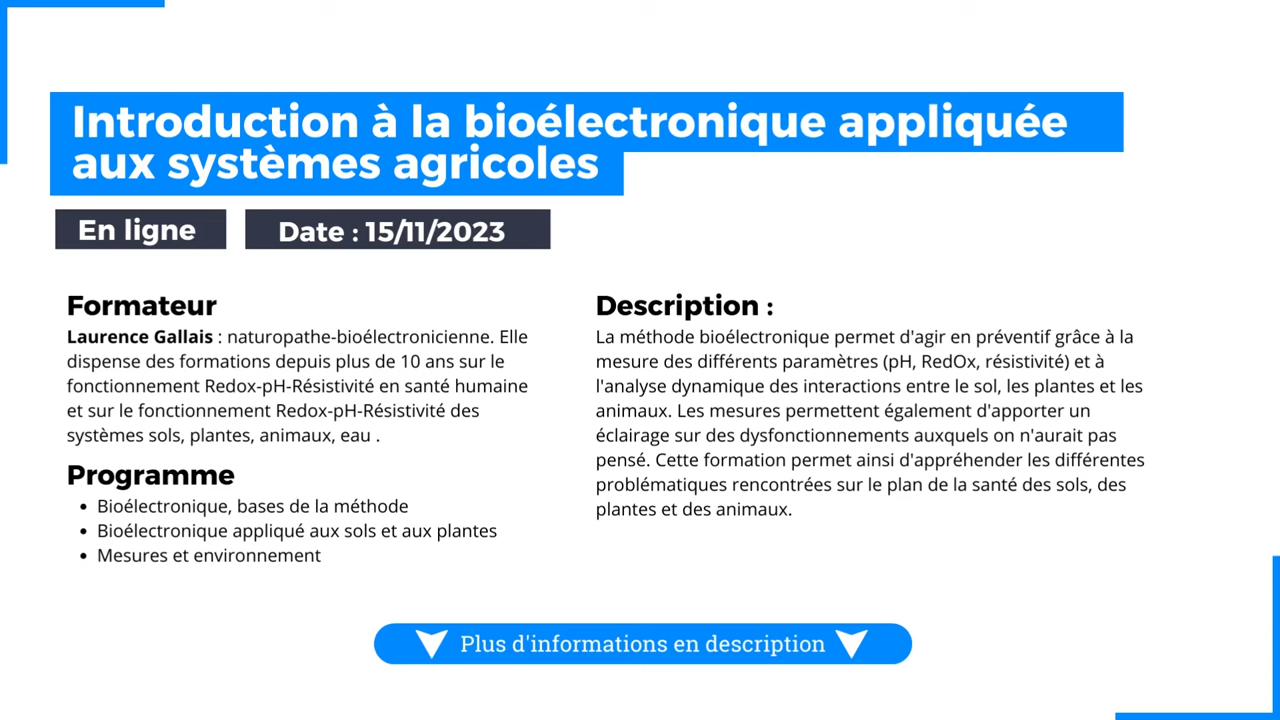 Introduction à la bioélectronique appliquée
aux systèmes agricoles
En ligne
Date : 15/11/2023
Formateur
Laurence Gallais : naturopathe-bioélectronicienne. Elle
dispense des formations depuis plus de 10 ans sur le
fonctionnement Redox-pH-Résistivité en santé humaine
et sur le fonctionnement Redox-pH-Résistivité des
systèmes sols, plantes, animaux, eau .
Programme
• Bioélectronique, bases de la méthode
• Bioélectronique appliqué aux sols et aux plantes
• Mesures et environnement
Description :
La méthode bioélectronique permet d'agir en préventif grâce à la
mesure des différents paramètres (pH, RedOx, résistivité) et à
l'analyse dynamique des interactions entre le sol, les plantes et les
animaux. Les mesures permettent également d'apporter un
éclairage sur des dysfonctionnements auxquels on n'aurait pas
pensé. Cette formation permet ainsi d'appréhender les différentes
problématiques rencontrées sur le plan de la santé des sols, des
plantes et des animaux.
Plus d'informations en description